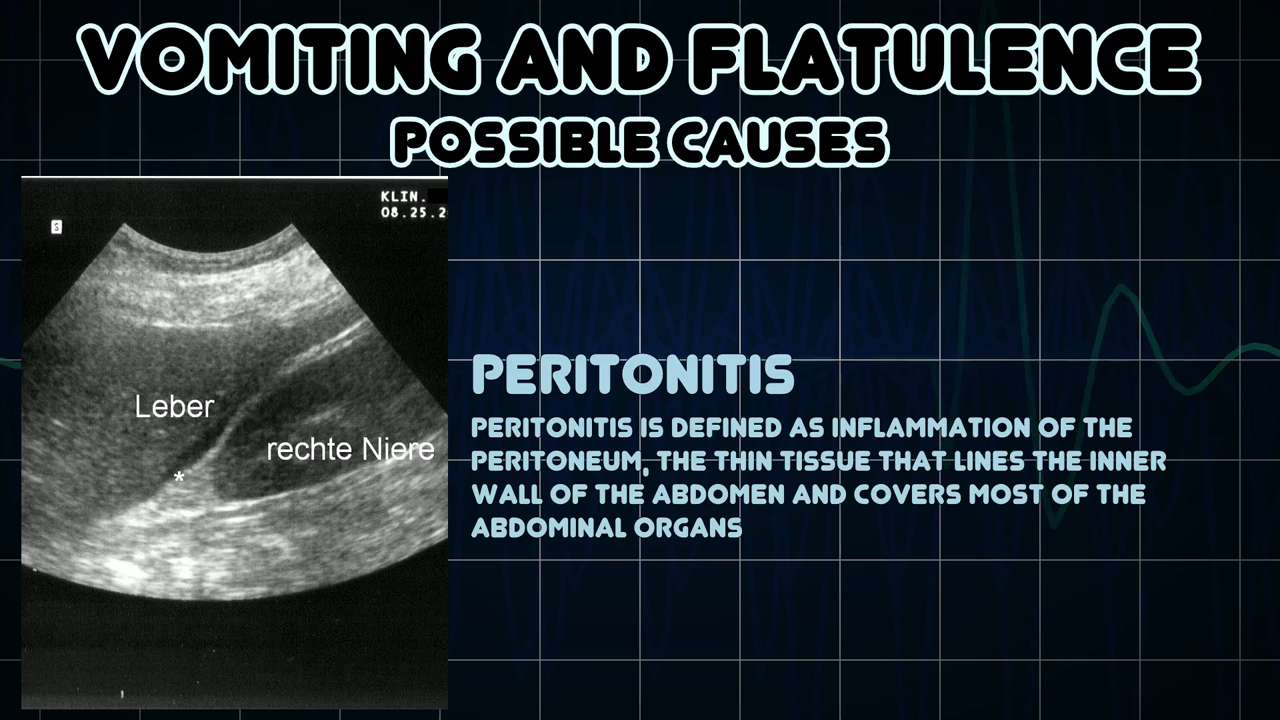 VOMITING AND FLATULENCE
POSSIBLE CAUSES
KLIN.
08.25.2
S
Leber
rechte Niere
*
PERITONITIS
PERITONITIS IS DEFINED AS INFLAMMATION OF THE
PERITONEUM, THE THIN TISSUE THAT LINES THE INNER
WALL OF THE ABDOMEN AND COVERS MOST OF THE
ABDOMINAL ORGANS